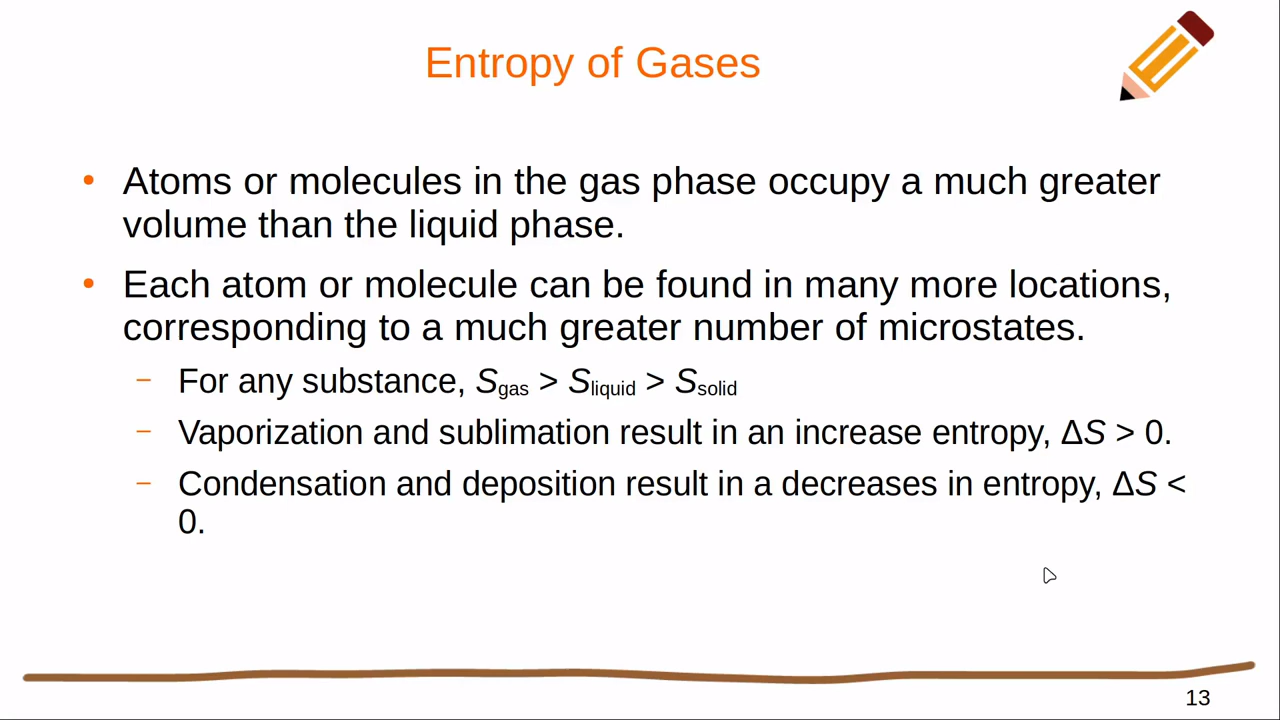 Entropy of Gases
• Atoms or molecules in the gas phase occupy a much greater
volume than the liquid phase.
• Each atom or molecule can be found in many more locations,
corresponding to a much greater number of microstates.
– For any substance, Sgas > Sliquid > Ssolid
– Vaporization and sublimation result in an increase entropy, ΔS > 0.
– Condensation and deposition result in a decreases in entropy, ΔS <
0.
13